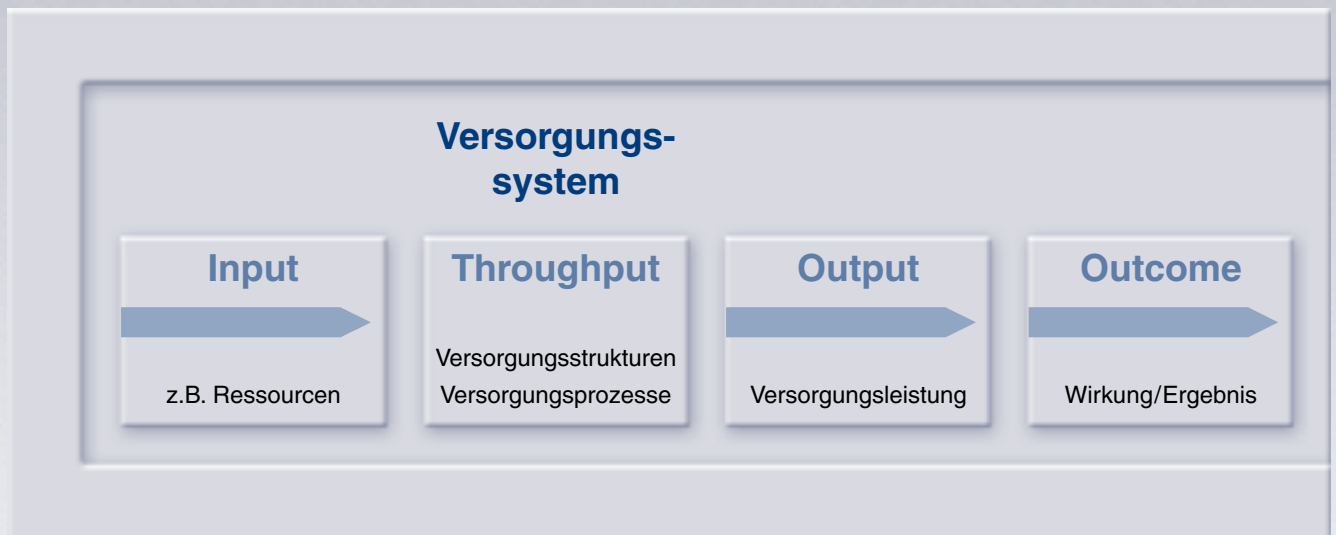 Versorgungs-
system
Input
z.B. Ressourcen
Throughput
Versorgungsstrukturen
Versorgungsprozesse
Output
Versorgungsleistung
Outcome
Wirkung/Ergebnis